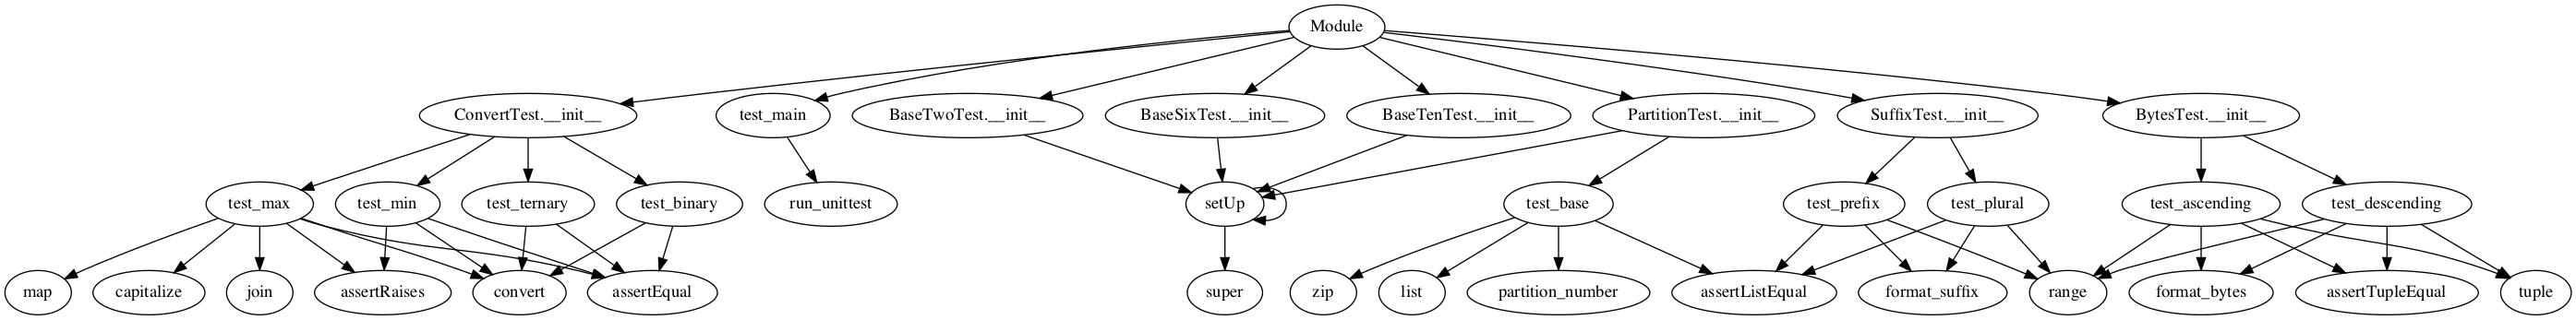 Module
ConvertTest.__init__
test_main
BaseTwoTest.__init__
BaseSixTest.__init__
BaseTenTest.__init__
PartitionTest.__init__
SuffixTest.__init__
BytesTest.__init__
test_max
test_min
test_ternary
test_binary
run_unittest
setUp
test_base
test_prefix
test_plural
test_ascending
test_descending
map
capitalize
join
assertRaises
convert
assertEqual
super
zip
list
partition_number
assertListEqual
format_suffix
range
format_bytes
assertTupleEqual
tuple